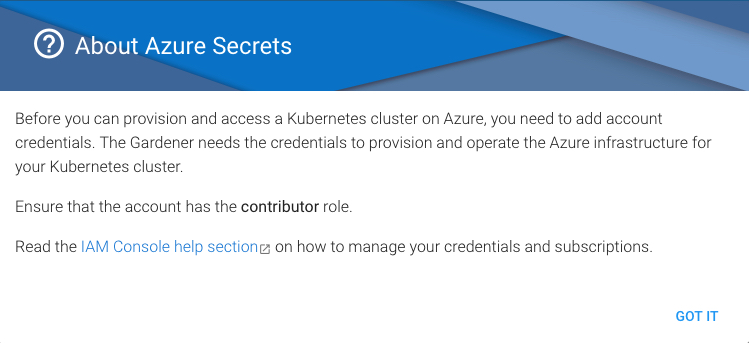 About Azure Secrets
Before you can provision and access a Kubernetes cluster on Azure, you need to add account
credentials. The Gardener needs the credentials to provision and operate the Azure infrastructure for
your Kubernetes cluster.
Ensure that the account has the contributor role.
Read the IAM Console help section on how to manage your credentials and subscriptions.
GOT IT